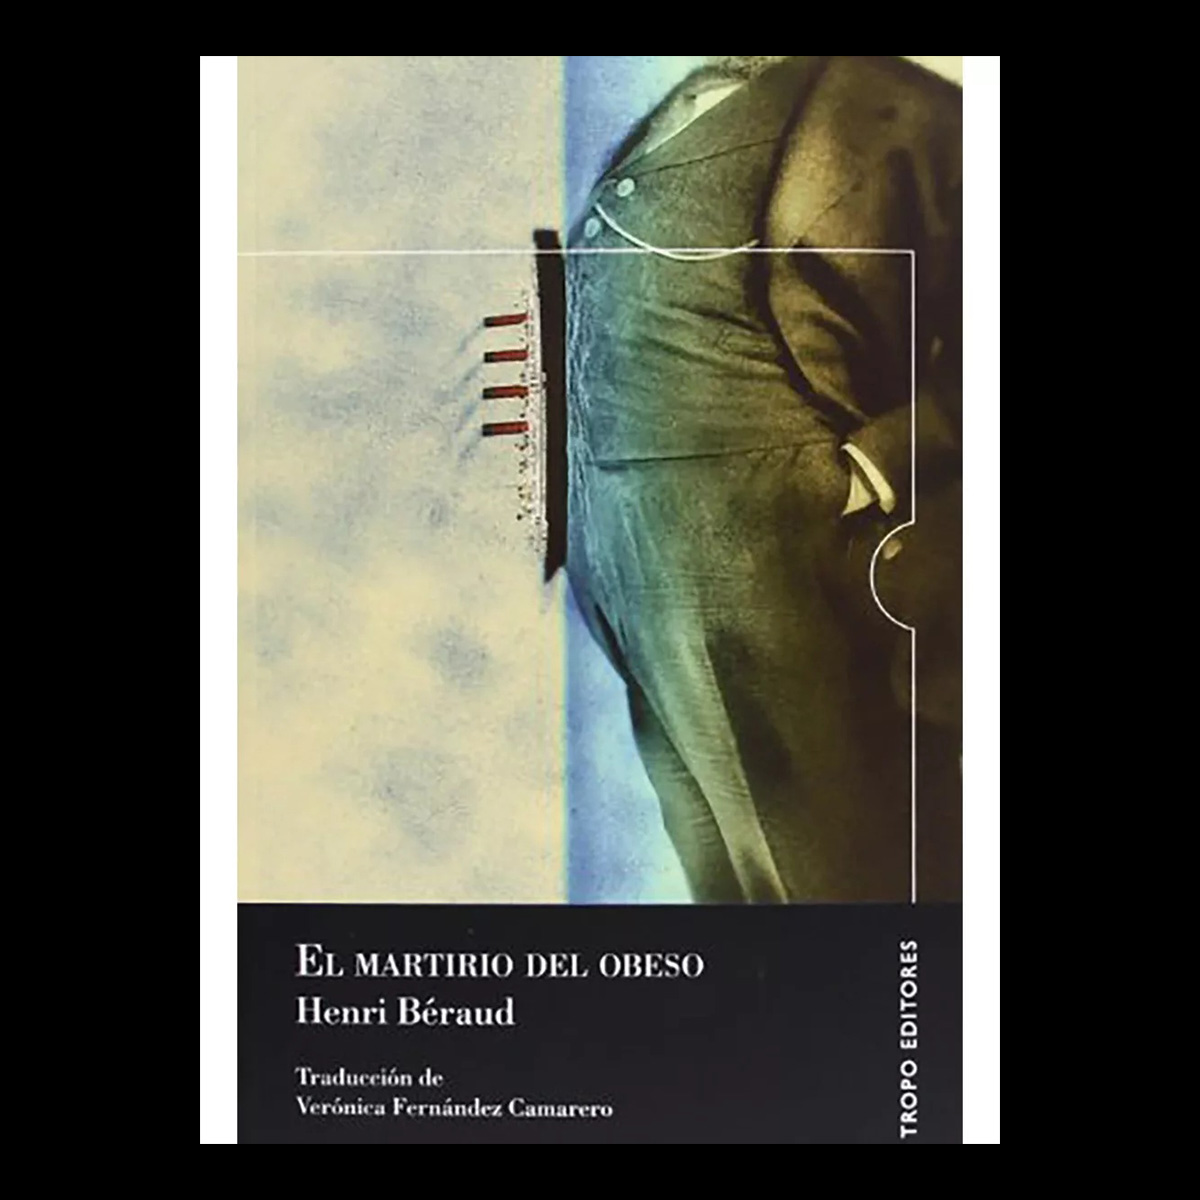 El martirio del obeso
Henri Béraud
Traducción de
Verónica Fernández Camarero
TROPO EDITORES